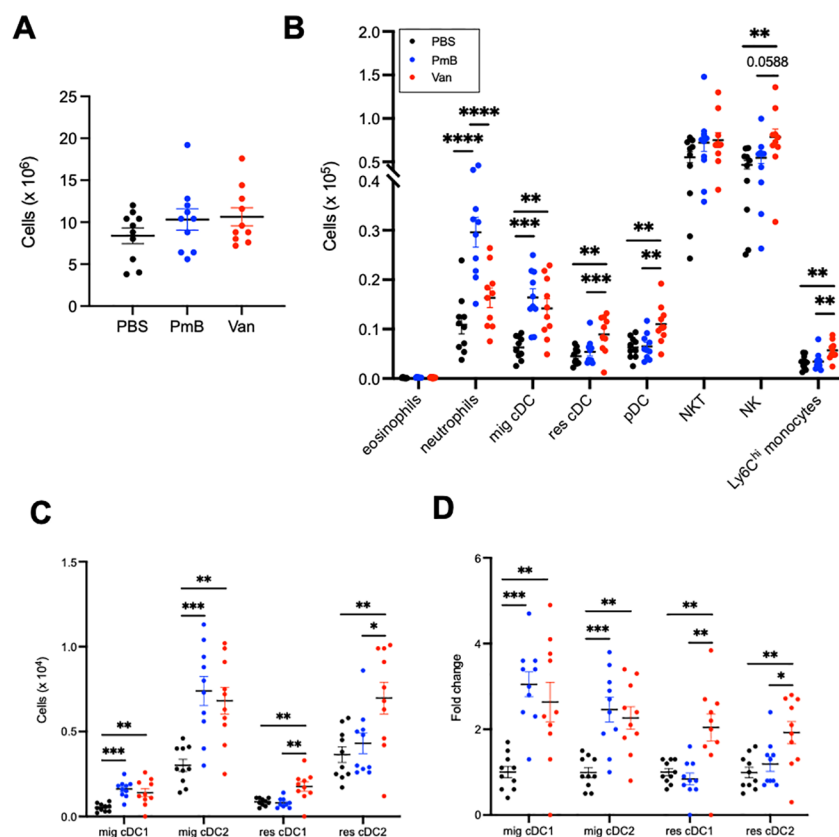 A
Cells (x 10⁶)
25
20
15
10
5
0
PBS
PmB
Van
B
PBS
PmB
Van
Cells (x 10⁵)
2.0
1.5
1.0
0.5
0.4
0.3
0.2
0.1
0.0
****
****
***
**
**
***
**
**
**
0.0588
**
**
eosinophils
neutrophils
mig cDC
res cDC
pDC
NKT
NK
Ly6Cʰⁱ monocytes
C
Cells (x 10⁴)
1.5
1.0
0.5
0.0
**
***
**
***
**
**
**
*
mig cDC1
mig cDC2
res cDC1
res cDC2
D
Fold change
6
4
2
0
**
***
**
***
**
**
**
*
mig cDC1
mig cDC2
res cDC1
res cDC2